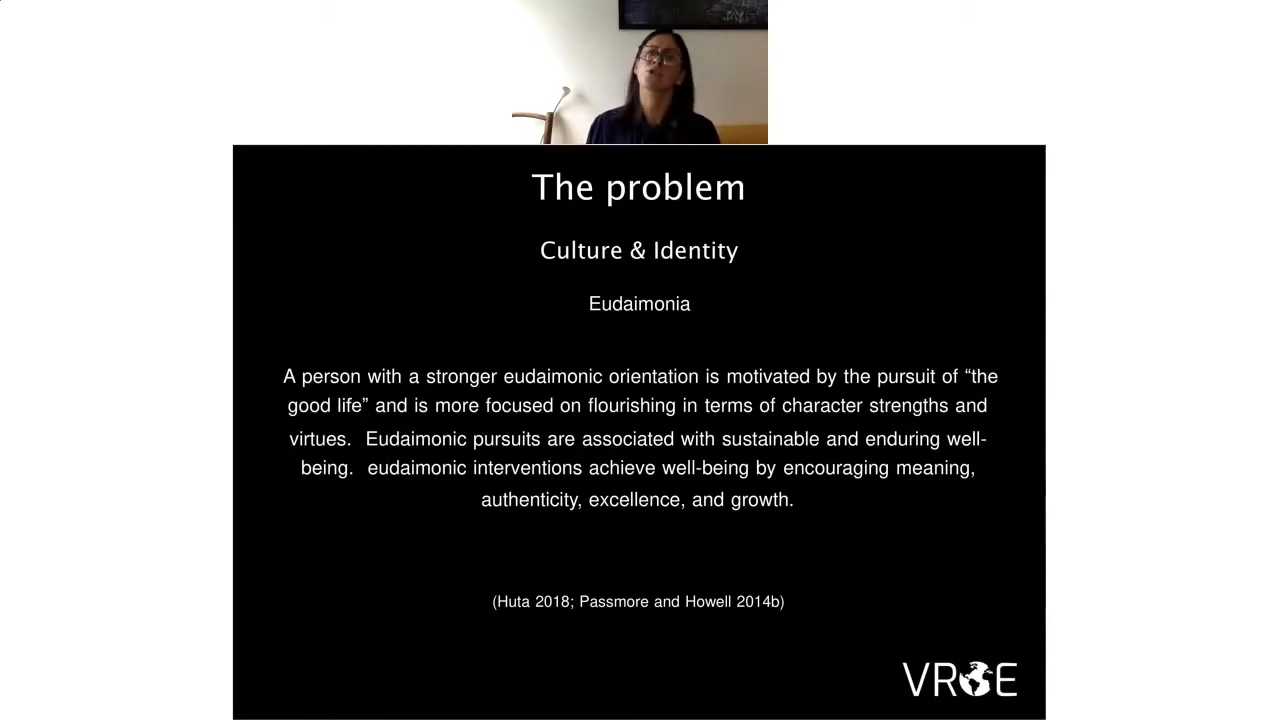 The problem
Culture & Identity
Eudaimonia
A person with a stronger eudaimonic orientation is motivated by the pursuit of “the
good life” and is more focused on flourishing in terms of character strengths and
virtues.  Eudaimonic pursuits are associated with sustainable and enduring well-
being.  eudaimonic interventions achieve well-being by encouraging meaning,
authenticity, excellence, and growth.
(Huta 2018; Passmore and Howell 2014b)
VR E